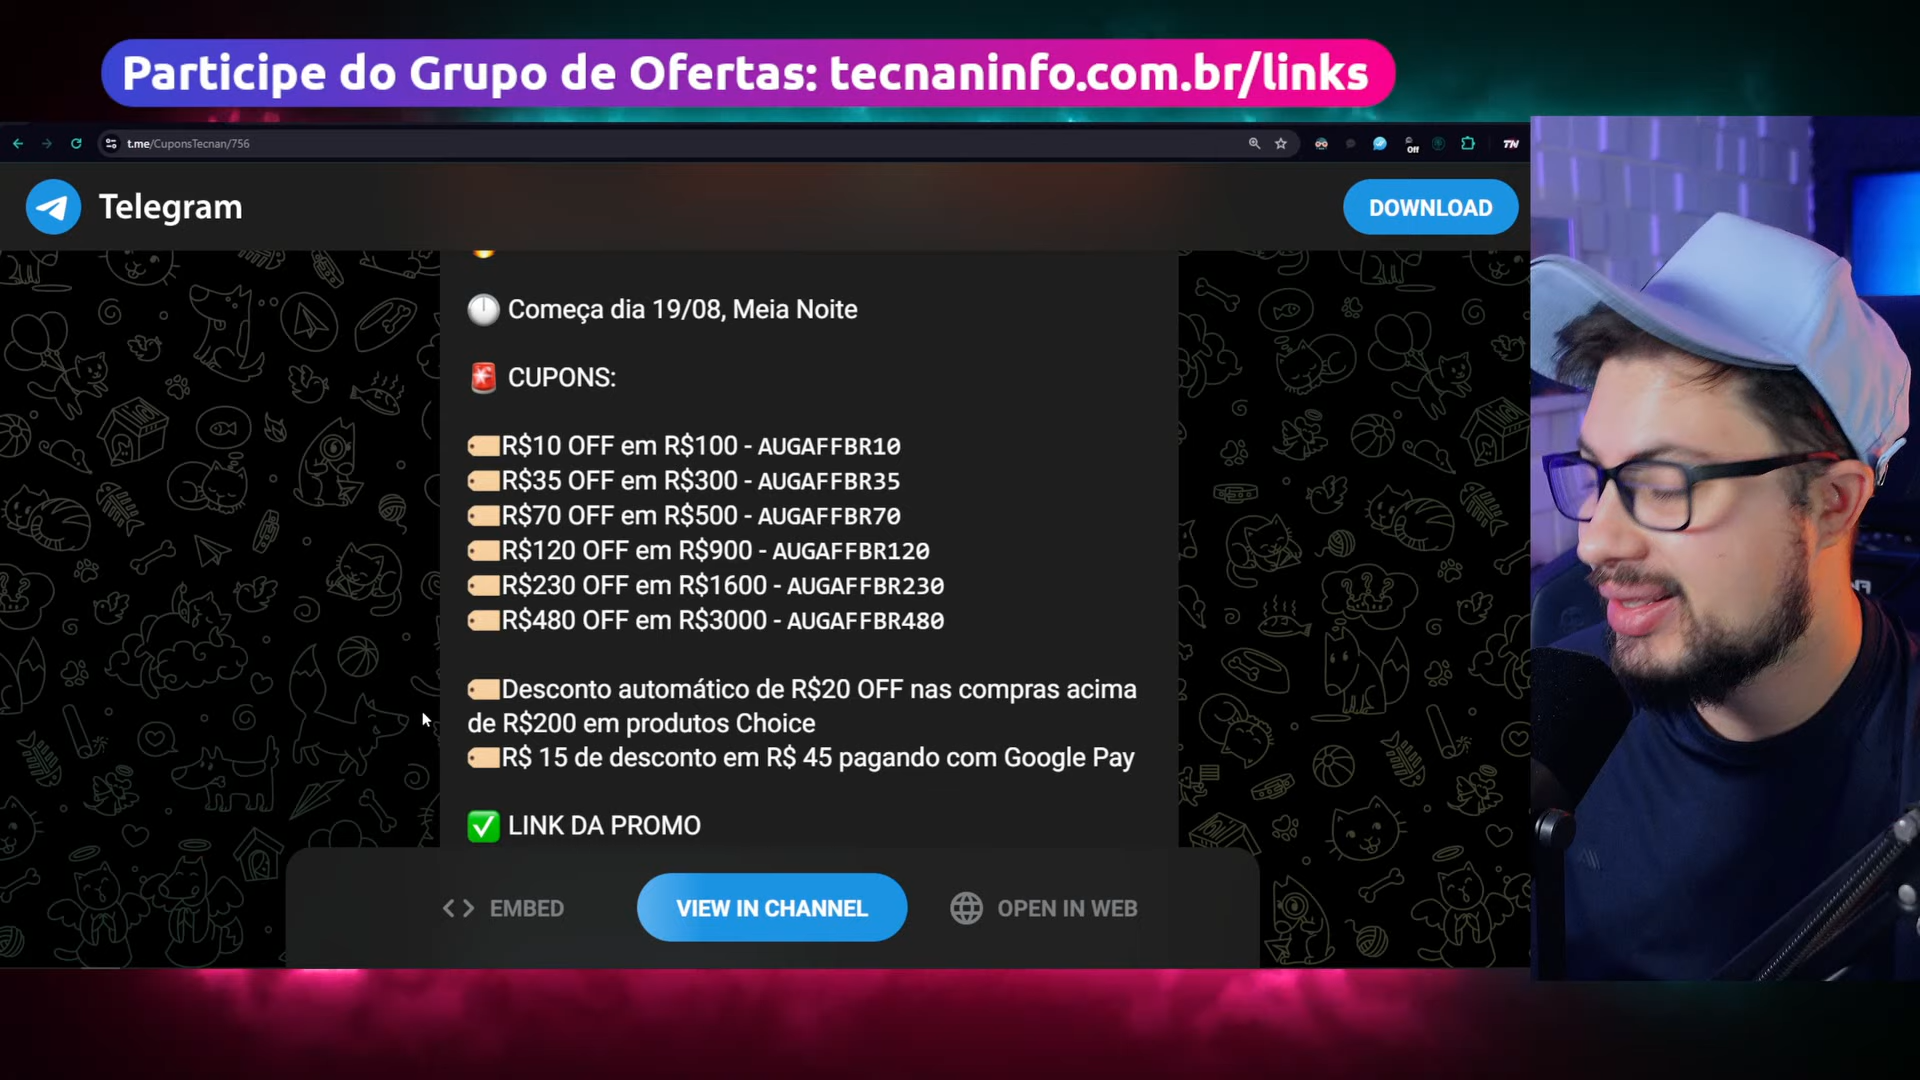 Participe do Grupo de Ofertas: tecnaninfo.com.br/links
t.me/CuponsTecnan/756
Off
TN
Telegram
DOWNLOAD
Começa dia 19/08, Meia Noite
CUPONS:
R$10 OFF em R$100 - AUGAFFBR10
R$35 OFF em R$300 - AUGAFFBR35
R$70 OFF em R$500 - AUGAFFBR70
R$120 OFF em R$900 - AUGAFFBR120
R$230 OFF em R$1600 - AUGAFFBR230
R$480 OFF em R$3000 - AUGAFFBR480
Desconto automático de R$20 OFF nas compras acima
de R$200 em produtos Choice
R$ 15 de desconto em R$ 45 pagando com Google Pay
LINK DA PROMO
EMBED
VIEW IN CHANNEL
OPEN IN WEB